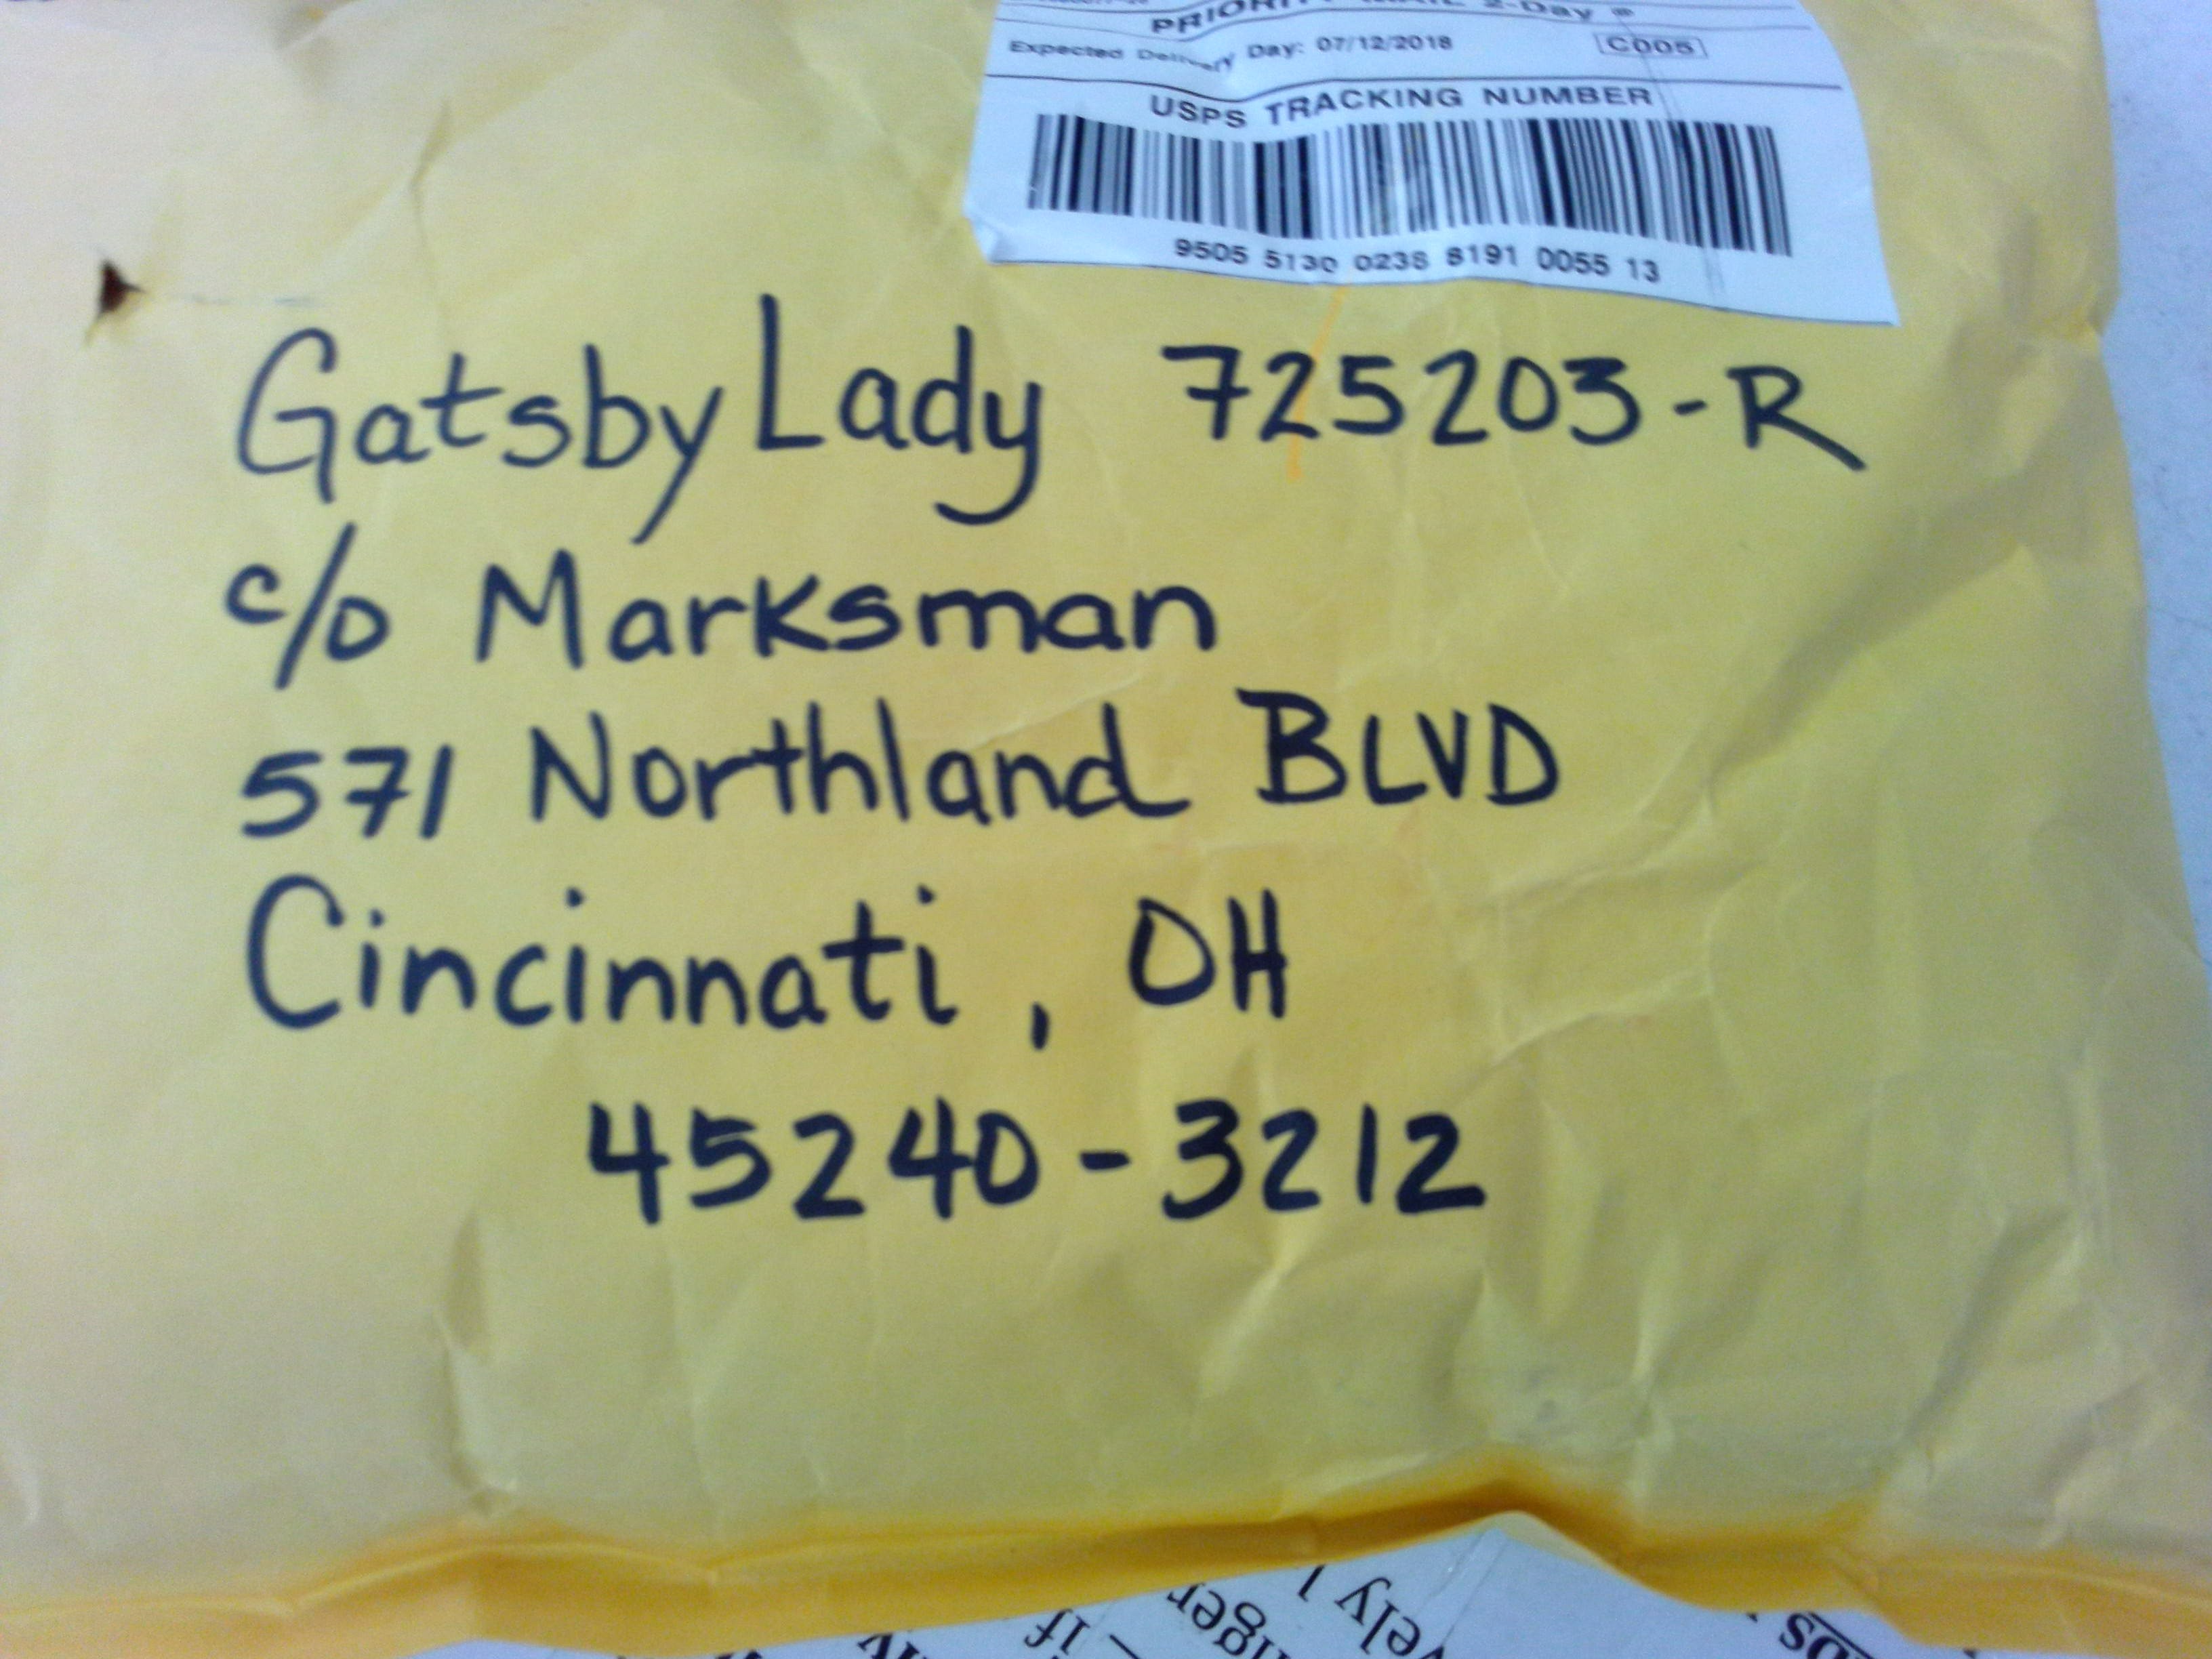 PRIORITY MAIL 2-Day ®
Expected Delivery Day: 07/12/2018
C005
USPS TRACKING NUMBER
9505 5130 0238 8191 0055 13
Gatsby Lady 725203-R
c/o Marksman
571 Northland BLVD
Cincinnati, OH
45240-3212
if